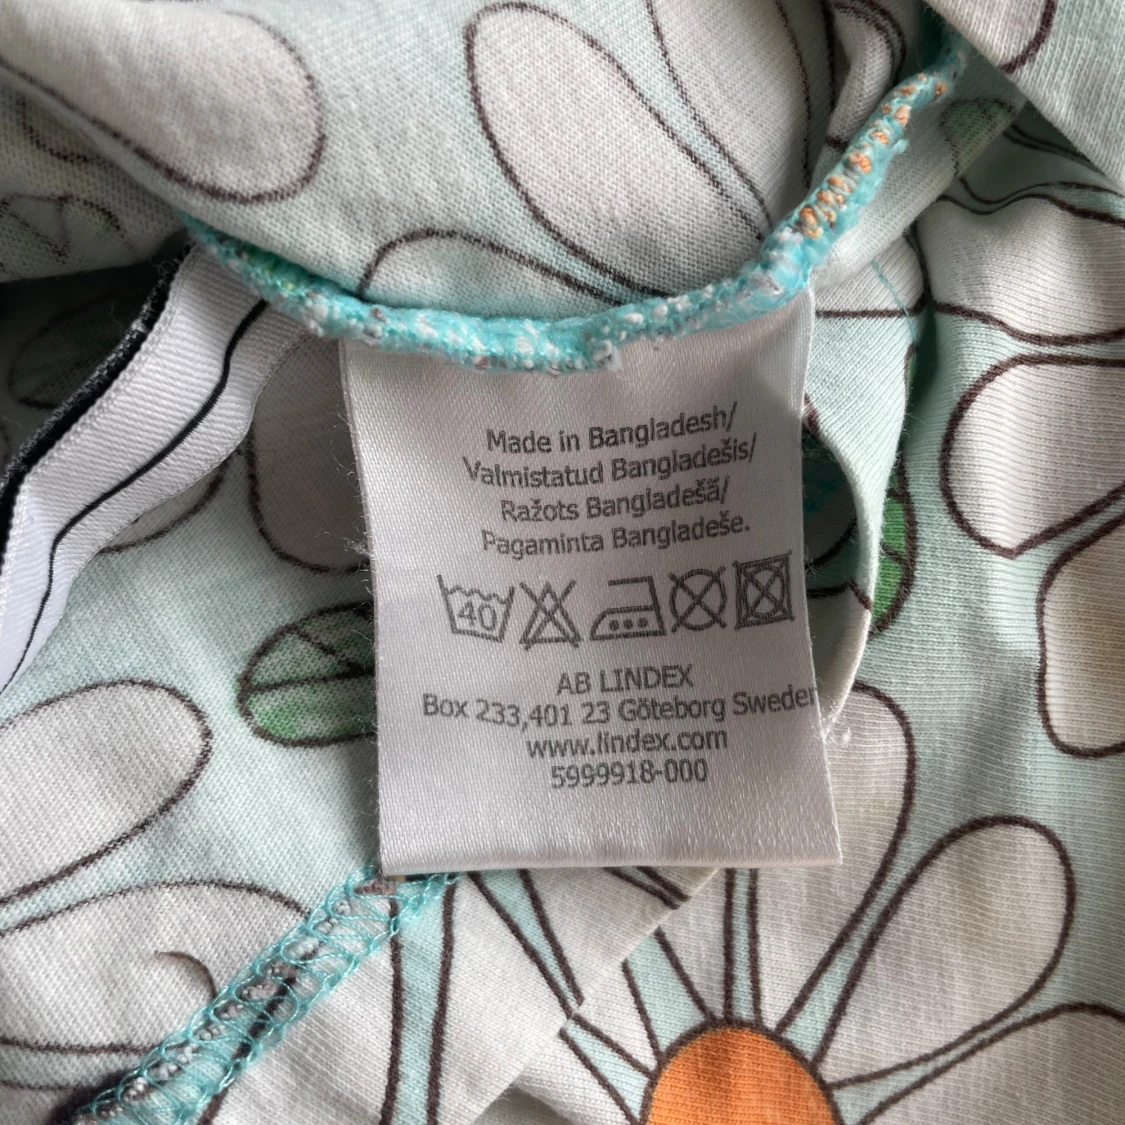 Made in Bangladesh/
Valmistatud Bangladešis/
Ražots Bangladešā/
Pagaminta Bangladeše.
40
AB LINDEX
Box 233,401 23 Göteborg Sweden
www.lindex.com
5999918-000